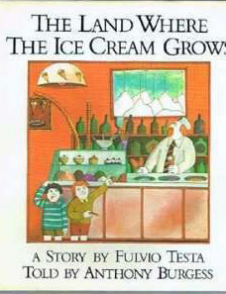 THE LAND WHERE
THE ICE CREAM GROWS
A STORY BY FULVIO TESTA
TOLD BY ANTHONY BURGESS